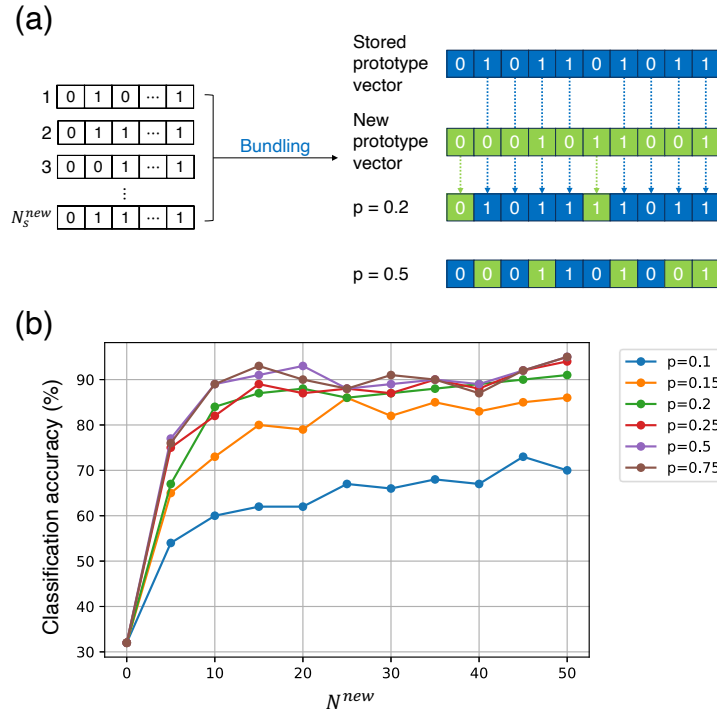 (a)
Stored prototype vector
0 1 0 1 1 0 1 0 1 1
1 0 1 0 ... 1
2 0 1 1 ... 1
3 0 0 1 ... 1
⋮
N_s^{new} 0 1 1 ... 1
Bundling
New prototype vector
0 0 0 1 0 1 1 0 0 1
p = 0.2
0 1 0 1 1 1 1 0 1 1
p = 0.5
0 0 0 1 1 0 1 0 0 1
(b)
Classification accuracy (%)
90
80
70
60
50
40
30
0 10 20 30 40 50
N^{new}
p=0.1
p=0.15
p=0.2
p=0.25
p=0.5
p=0.75